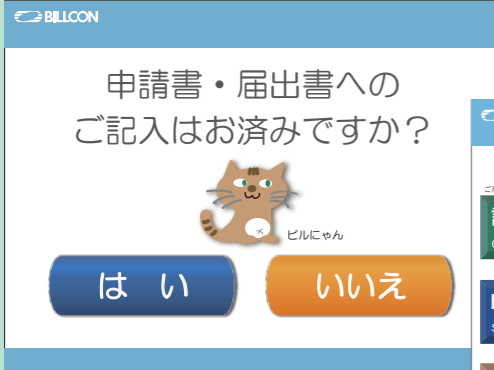 BILLCON
申請書・届出書への
ご記入はお済みですか？
ビルにゃん
は い
いいえ